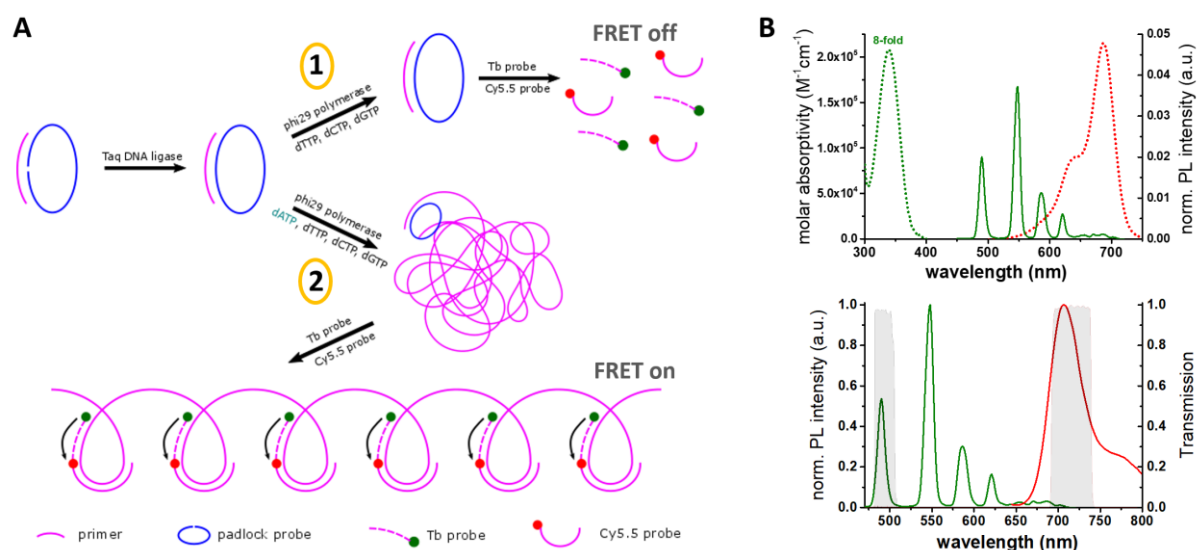 A
FRET off
1
phi29 polymerase
dTTP, dCTP, dGTP
Tb probe
Cy5.5 probe
Taq DNA ligase
phi29 polymerase
dATP, dTTP, dCTP, dGTP
2
Tb probe
Cy5.5 probe
FRET on
primer
padlock probe
Tb probe
Cy5.5 probe
B
8-fold
molar absorptivity (M⁻¹cm⁻¹)
2.0x10⁵
1.5x10⁵
1.0x10⁵
5.0x10⁴
0.0
0.05
0.04
0.03
0.02
0.01
0.00
norm. PL intensity (a.u.)
300 400 500 600 700
wavelength (nm)
norm. PL intensity (a.u.)
1.0
0.8
0.6
0.4
0.2
0.0
1.0
0.8
0.6
0.4
0.2
0.0
Transmission
500 550 600 650 700 750 800
wavelength (nm)